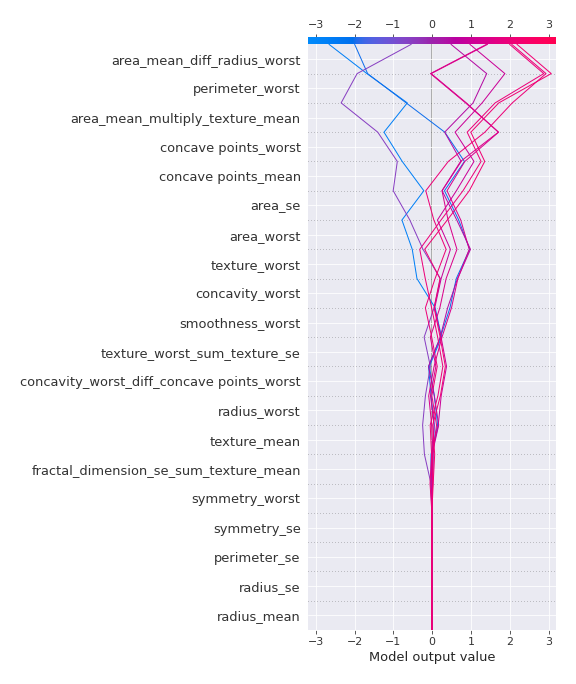 −3 −2 −1 0 1 2 3
area_mean_diff_radius_worst
perimeter_worst
area_mean_multiply_texture_mean
concave points_worst
concave points_mean
area_se
area_worst
texture_worst
concavity_worst
smoothness_worst
texture_worst_sum_texture_se
concavity_worst_diff_concave points_worst
radius_worst
texture_mean
fractal_dimension_se_sum_texture_mean
symmetry_worst
symmetry_se
perimeter_se
radius_se
radius_mean
−3 −2 −1 0 1 2 3
Model output value